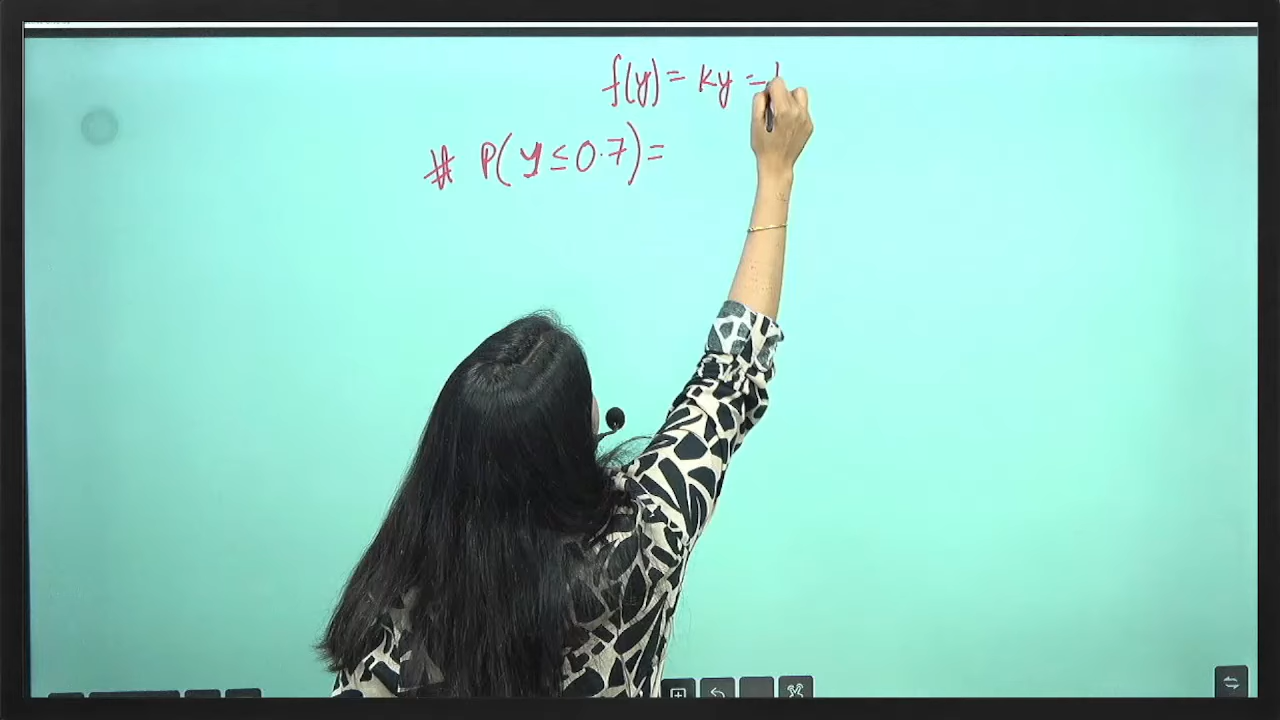 f(y) = ky =
# P(y ≤ 0.7) =